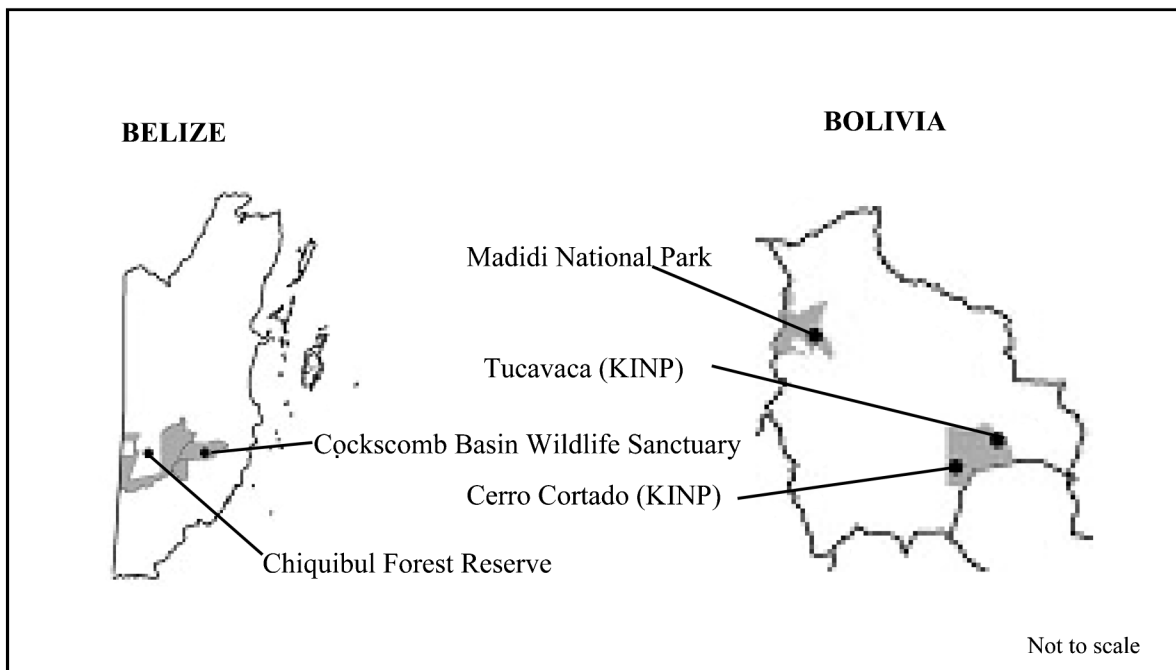 BELIZE
BOLIVIA
Madidi National Park
Tucavaca (KINP)
Cockscomb Basin Wildlife Sanctuary
Cerro Cortado (KINP)
Chiquibul Forest Reserve
Not to scale